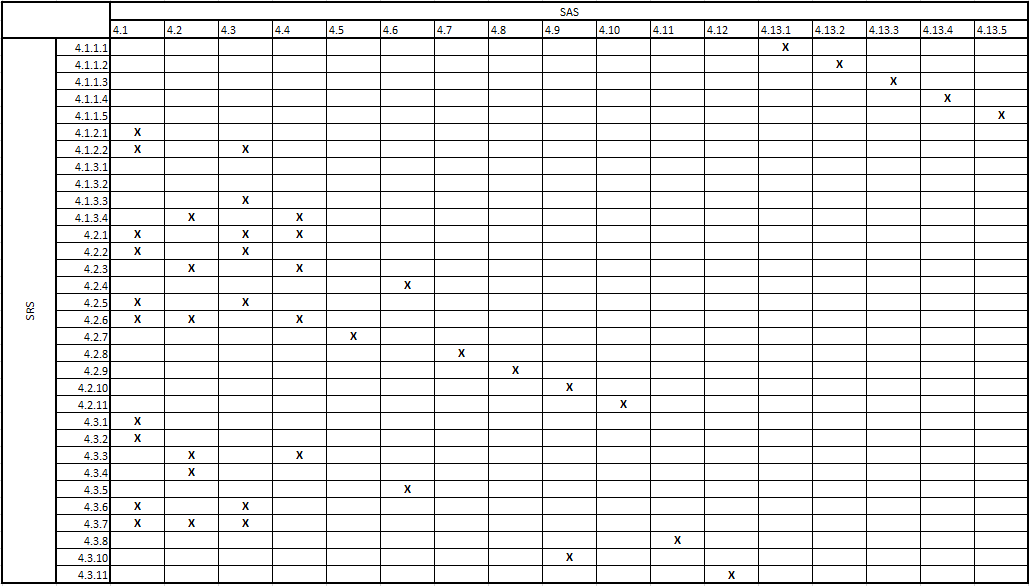 SAS
4.1 4.2 4.3 4.4 4.5 4.6 4.7 4.8 4.9 4.10 4.11 4.12 4.13.1 4.13.2 4.13.3 4.13.4 4.13.5
4.1.1.1 X
4.1.1.2 X
4.1.1.3 X
4.1.1.4 X
4.1.1.5 X
4.1.2.1 X
4.1.2.2 X X
4.1.3.1
4.1.3.2
4.1.3.3 X
4.1.3.4 X X
4.2.1 X X X
4.2.2 X X
4.2.3 X X
4.2.4 X
SRS
4.2.5 X X
4.2.6 X X X
4.2.7 X
4.2.8 X
4.2.9 X
4.2.10 X
4.2.11 X
4.3.1 X
4.3.2 X
4.3.3 X X
4.3.4 X
4.3.5 X
4.3.6 X X
4.3.7 X X X
4.3.8 X
4.3.10 X
4.3.11 X